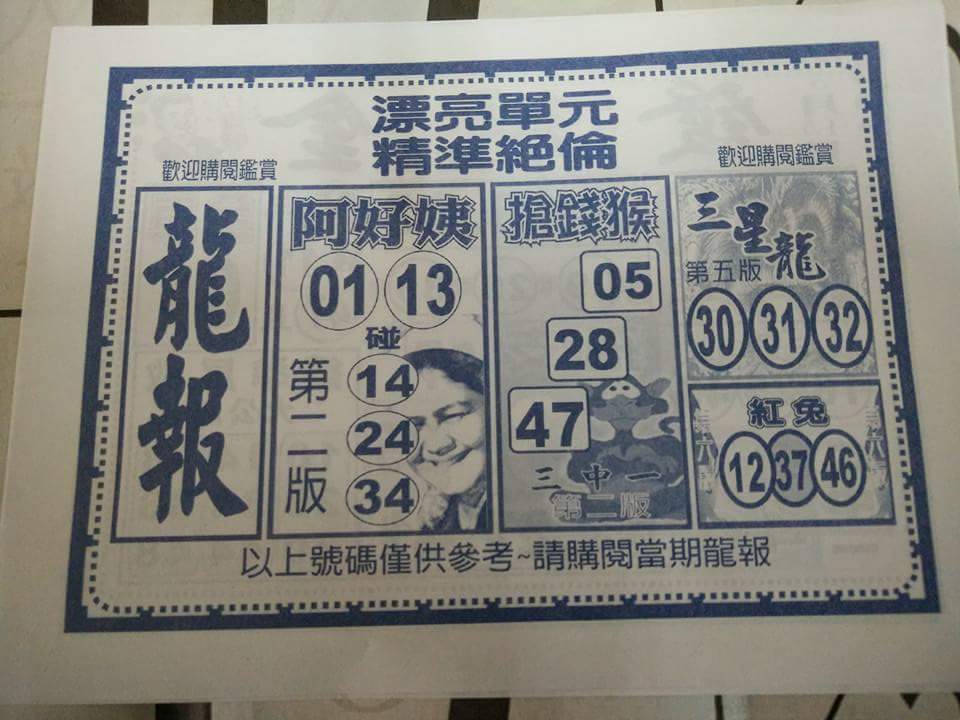 漂亮單元
精準絕倫
歡迎購閱鑑賞
歡迎購閱鑑賞
龍報
阿好姨
01 13
碰
14
24
34
第二版
搶錢猴
05
28
47
三中一
第二版
三星龍
第五版
30 31 32
紅兔
第六版
12 37 46
以上號碼僅供參考~請購閱當期龍報